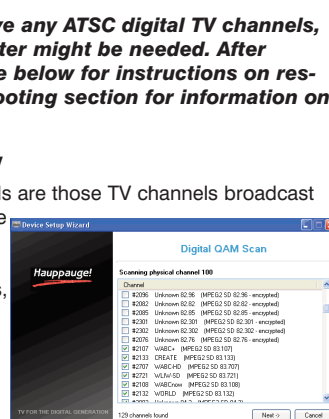 ve any ATSC digital TV channels,
ter might be needed. After
e below for instructions on res-
ooting section for information on
ls are those TV channels broadcast
e
s,
Device Setup Wizard
Digital QAM Scan
Hauppauge!
Scanning physical channel 100
Channel
#2096 Unknown 82.96 (MPEG2 SD 82.96 - encrypted)
#2082 Unknown 82.82 (MPEG2 SD 82.82 - encrypted)
#2085 Unknown 82.85 (MPEG2 SD 82.85 - encrypted)
#2301 Unknown 82.301 (MPEG2 SD 82.301 - encrypted)
#2302 Unknown 82.302 (MPEG2 SD 82.302 - encrypted)
#2076 Unknown 82.76 (MPEG2 SD 82.76 - encrypted)
#2107 WABC+ (MPEG2 SD 83.107)
#2133 CREATE (MPEG2 SD 83.133)
#2707 WABC-HD (MPEG2 SD 83.707)
#2721 WLIW-SD (MPEG2 SD 83.721)
#2108 WABCnow (MPEG2 SD 83.108)
#2132 WORLD (MPEG2 SD 83.132)
TV FOR THE DIGITAL GENERATION
129 channels found
Next ->
Cancel